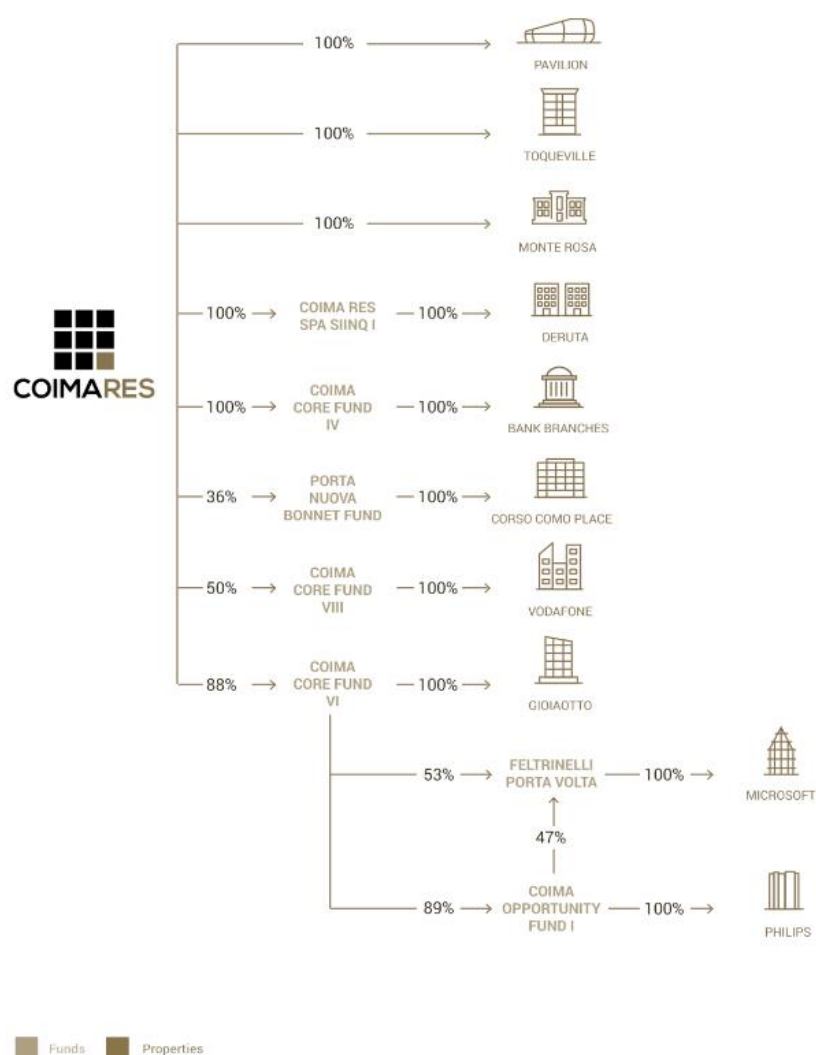 100%
PAVILION
100%
TOQUEVILLE
100%
MONTE ROSA
COIMARES
100%
COIMA RES
SPA SIINQ I
100%
DERUTA
100%
COIMA
CORE FUND
IV
100%
BANK BRANCHES
36%
PORTA
NUOVA
BONNET FUND
100%
CORSO COMO PLACE
50%
COIMA
CORE FUND
VIII
100%
VODAFONE
88%
COIMA
CORE FUND
VI
100%
GIOIAOTTO
53%
FELTRINELLI
PORTA VOLTA
100%
MICROSOFT
47%
89%
COIMA
OPPORTUNITY
FUND I
100%
PHILIPS
Funds
Properties